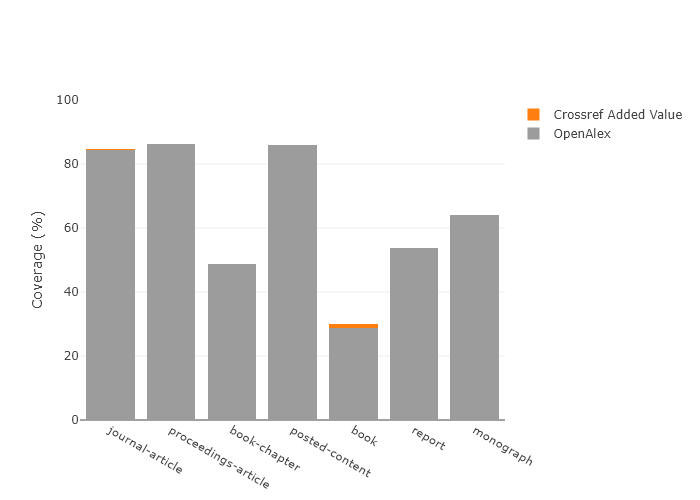 100
80
60
40
20
0
Coverage (%)
journal-article
proceedings-article
book-chapter
posted-content
book
report
monograph
Crossref Added Value
OpenAlex